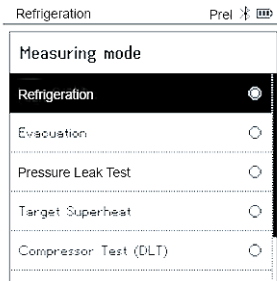 Refrigeration Prel
Measuring mode
Refrigeration
Evacuation
Pressure Leak Test
Target Superheat
Compressor Test (DLT)